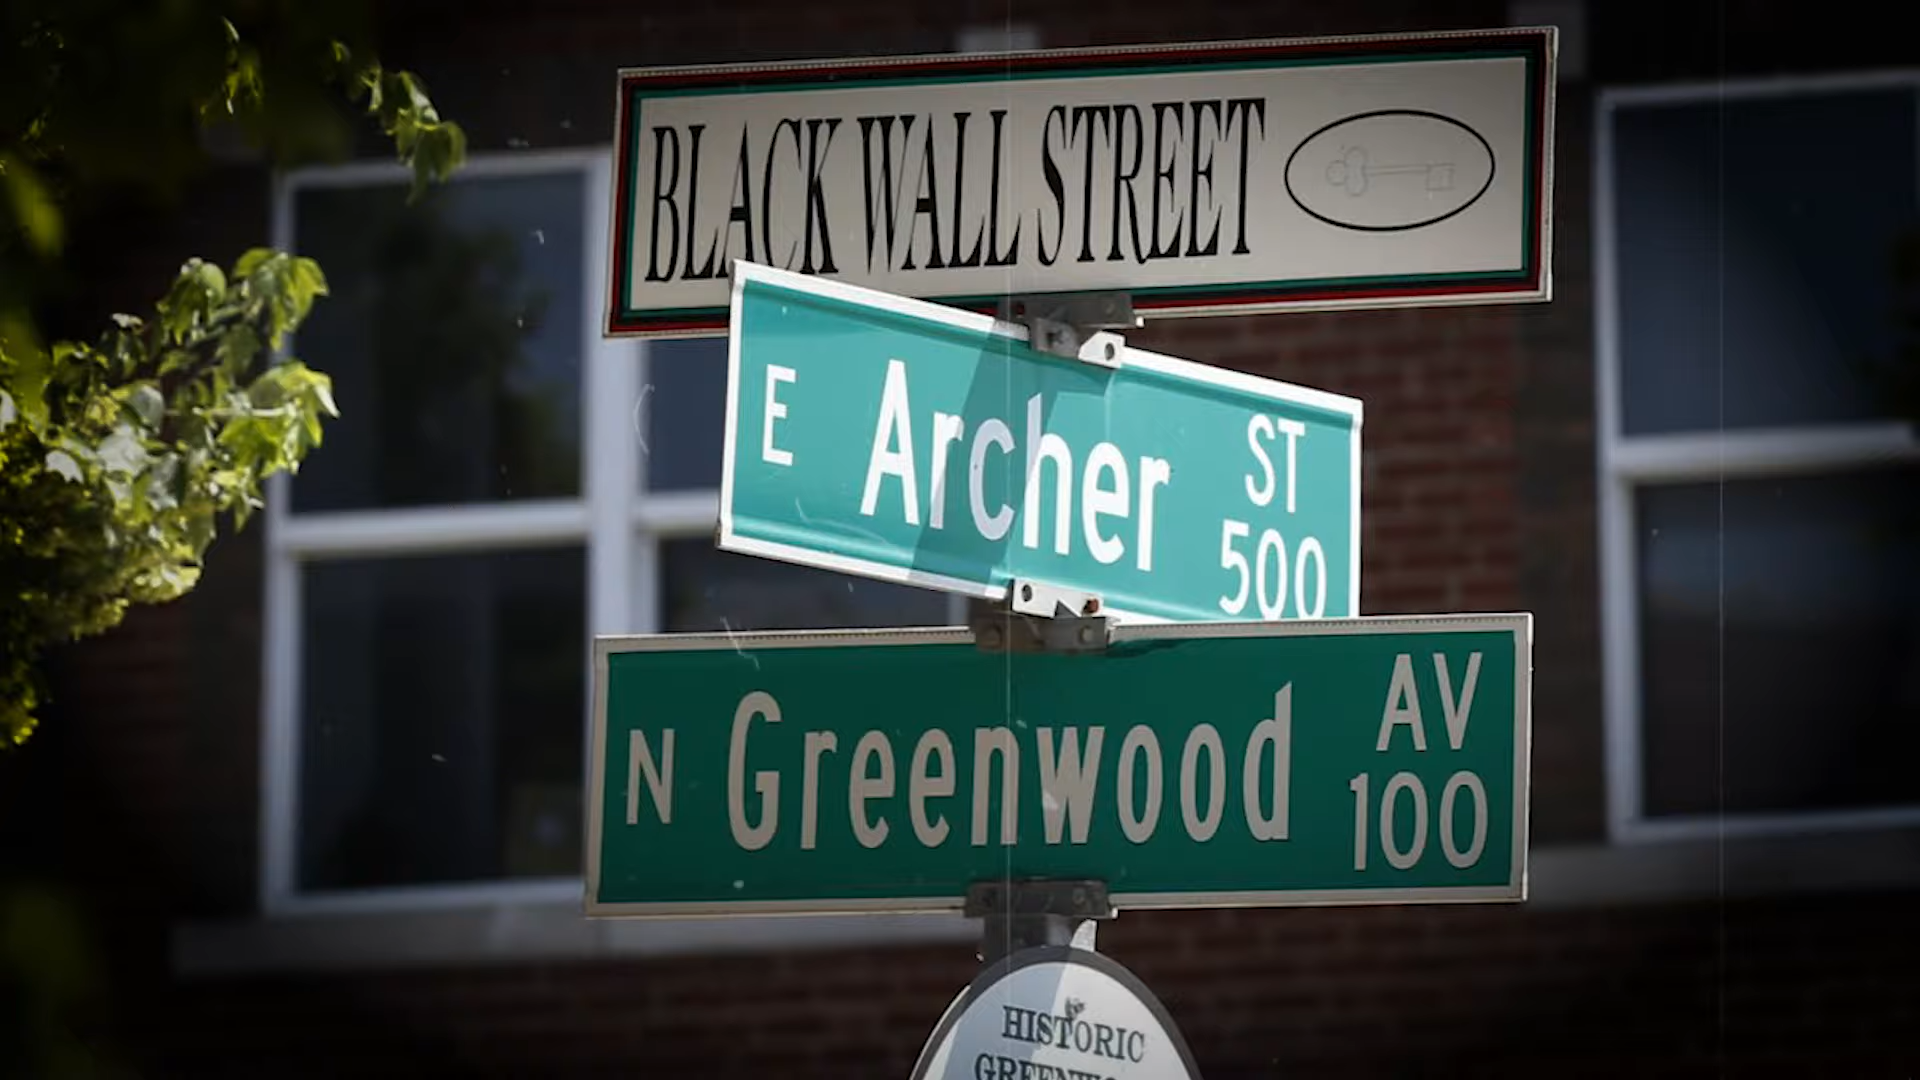 BLACK WALL STREET
E Archer ST
500
N Greenwood AV
100
HISTORIC